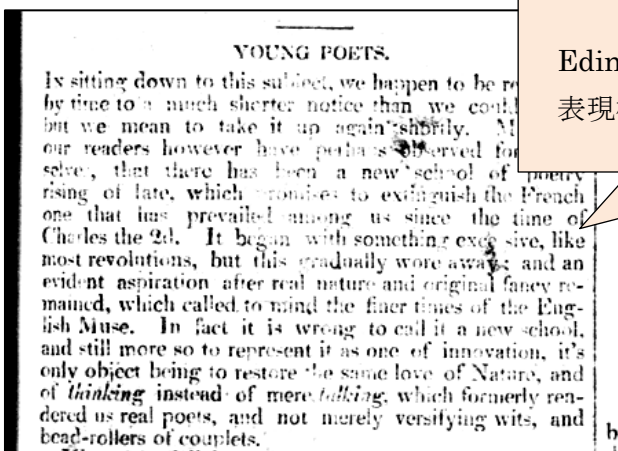 YOUNG POETS.
In sitting down to this subject, we happen to be
by time to a much shorter notice than we
but we mean to take it up again shortly.
our readers however have perhaps observed for
selves, that there has been a new school of poetry
rising of late, which promises to extinguish the French
one that has prevailed among us since the time of
Charles the 2d. It began with something excessive, like
most revolutions, but this gradually wore away; and an
evident aspiration after real nature and original fancy re-
mained, which called to mind the finer times of the Eng-
lish Muse. In fact it is wrong to call it a new school,
and still more so to represent it as one of innovation, it's
only object being to restore the same love of Nature, and
of thinking instead of mere talking, which formerly ren-
dered us real poets, and not merely versifying wits, and
bead-rollers of couplets.
表現